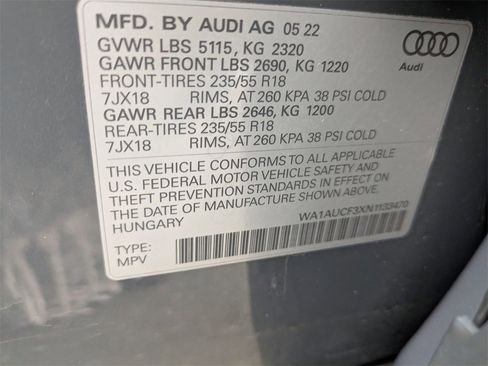 MFD. BY AUDI AG 05 22
GVWR LBS 5115, KG 2320
GAWR FRONT LBS 2690, KG 1220
FRONT-TIRES 235/55 R18
7JX18 RIMS, AT 260 KPA 38 PSI COLD
GAWR REAR LBS 2646, KG 1200
REAR-TIRES 235/55 R18
7JX18 RIMS, AT 260 KPA 38 PSI COLD
THIS VEHICLE CONFORMS TO ALL APPLICABLE
U.S. FEDERAL MOTOR VEHICLE SAFETY AND
THEFT PREVENTION STANDARDS IN EFFECT ON
THE DATE OF MANUFACTURE SHOWN ABOVE.
HUNGARY
WA1AUCF3XN1133470
TYPE:
MPV
Audi